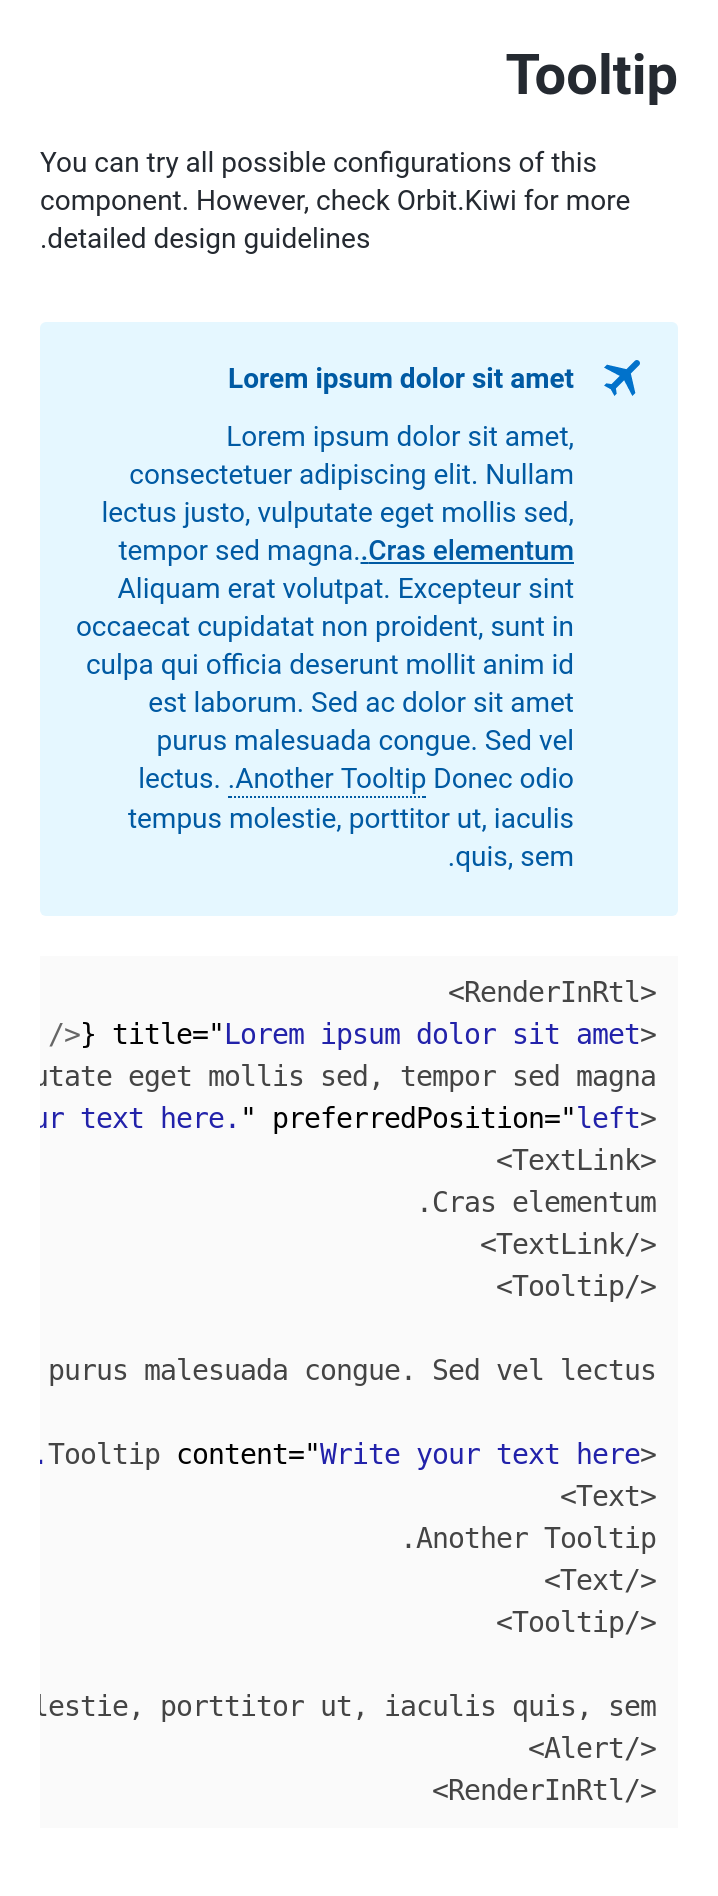 Tooltip
You can try all possible configurations of this
component. However, check Orbit.Kiwi for more
.detailed design guidelines
Lorem ipsum dolor sit amet
Lorem ipsum dolor sit amet,
consectetuer adipiscing elit. Nullam
lectus justo, vulputate eget mollis sed,
tempor sed magna..Cras elementum
Aliquam erat volutpat. Excepteur sint
occaecat cupidatat non proident, sunt in
culpa qui officia deserunt mollit anim id
est laborum. Sed ac dolor sit amet
purus malesuada congue. Sed vel
lectus. .Another Tooltip Donec odio
tempus molestie, porttitor ut, iaculis
.quis, sem
<RenderInRtl>
/>} title="Lorem ipsum dolor sit amet>
eget mollis sed, tempor sed magna
text here." preferredPosition="left>
<TextLink>
.Cras elementum
<TextLink/>
<Tooltip/>
purus malesuada congue. Sed vel lectus
.Tooltip content="Write your text here>
<Text>
.Another Tooltip
<Text/>
<Tooltip/>
porttitor ut, iaculis quis, sem
<Alert/>
<RenderInRtl/>